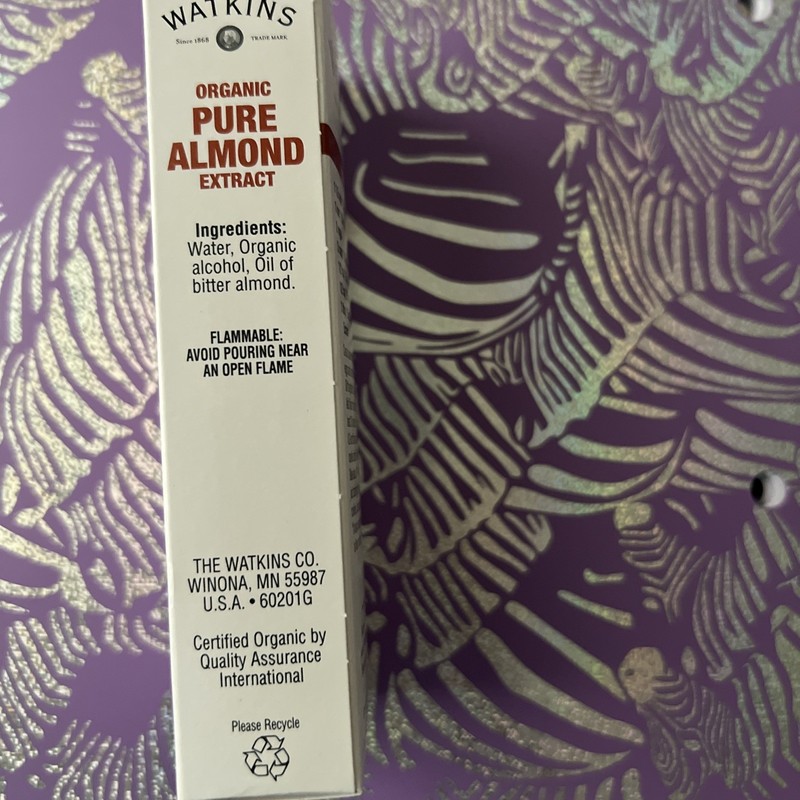 WATKINS
Since 1868 TRADE MARK
ORGANIC
PURE
ALMOND
EXTRACT
Ingredients:
Water, Organic
alcohol, Oil of
bitter almond.
FLAMMABLE:
AVOID POURING NEAR
AN OPEN FLAME
THE WATKINS CO.
WINONA, MN 55987
U.S.A. • 60201G
Certified Organic by
Quality Assurance
International
Please Recycle